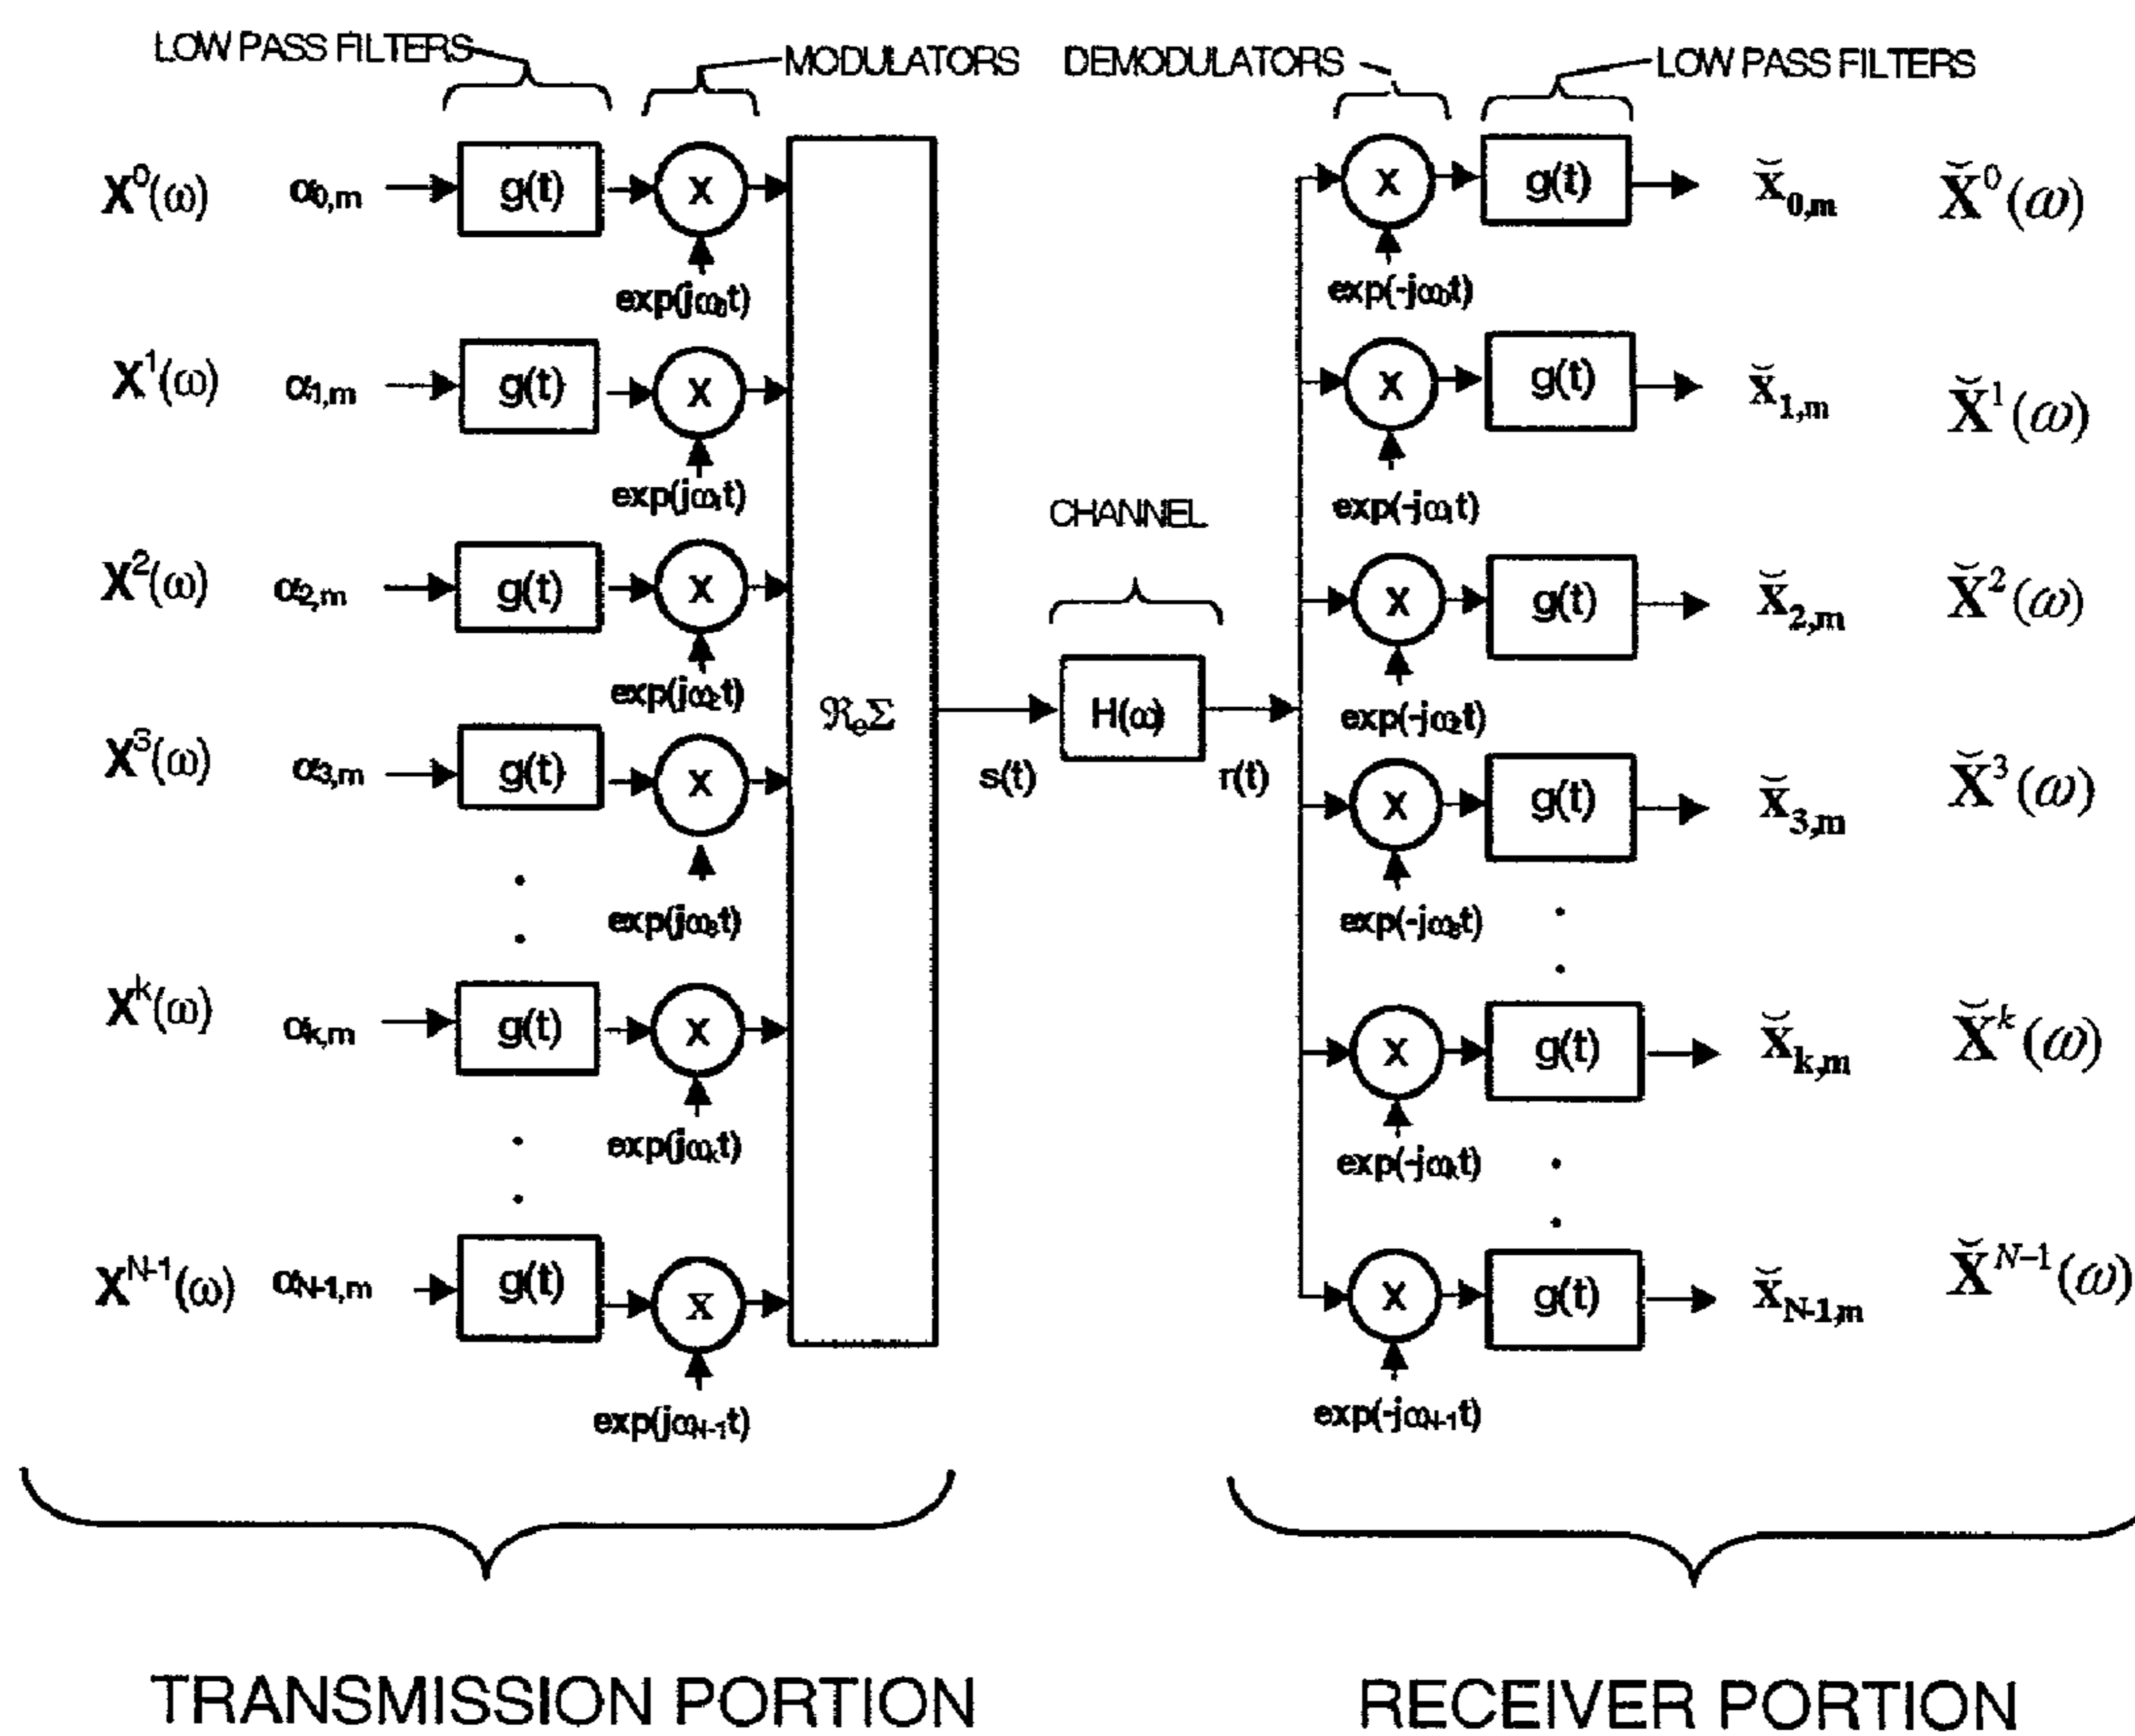 LOW PASS FILTERS MODULATORS DEMODULATORS LOW PASS FILTERS
X⁰(ω) α₀,m g(t) X X g(t) x̆₀,m X̆⁰(ω)
exp(jω₀t) exp(-jω₀t)
X¹(ω) α₁,m g(t) X X g(t) x̆₁,m X̆¹(ω)
exp(jω₁t) exp(-jω₁t)
CHANNEL
X²(ω) α₂,m g(t) X X g(t) x̆₂,m X̆²(ω)
exp(jω₂t) exp(-jω₂t)
ℜₑΣ H(ω)
s(t) r(t)
X³(ω) α₃,m g(t) X X g(t) x̆₃,m X̆³(ω)
exp(jω₃t) exp(-jω₃t)
Xᵏ(ω) αk,m g(t) X X g(t) x̆k,m X̆ᵏ(ω)
exp(jωₖt) exp(-jωₖt)
Xᴺ⁻¹(ω) αN-1,m g(t) X X g(t) x̆N-1,m X̆ᴺ⁻¹(ω)
exp(jωN-1t) exp(-jωN-1t)
TRANSMISSION PORTION RECEIVER PORTION